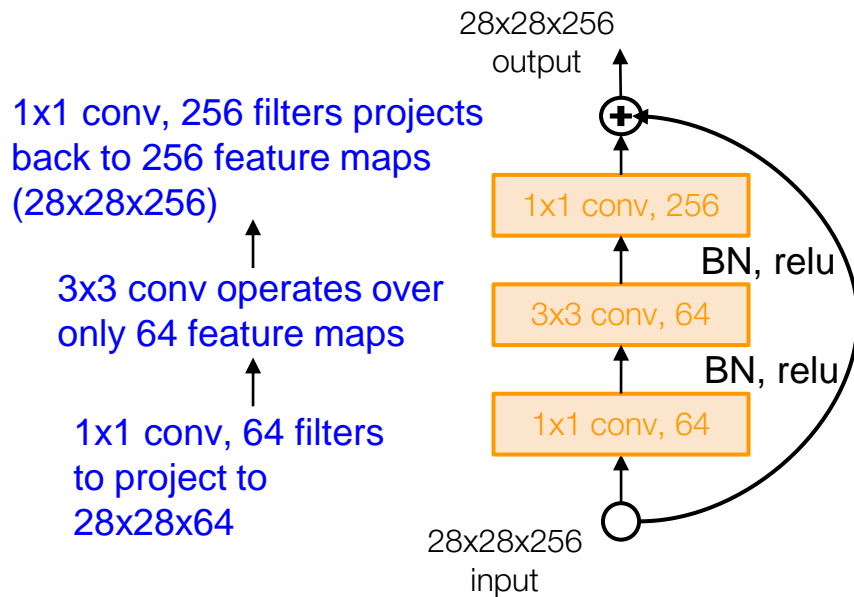 28x28x256
output
1x1 conv, 256 filters projects
back to 256 feature maps
(28x28x256)
3x3 conv operates over
only 64 feature maps
1x1 conv, 64 filters
to project to
28x28x64
1x1 conv, 256
BN, relu
3x3 conv, 64
BN, relu
1x1 conv, 64
28x28x256
input